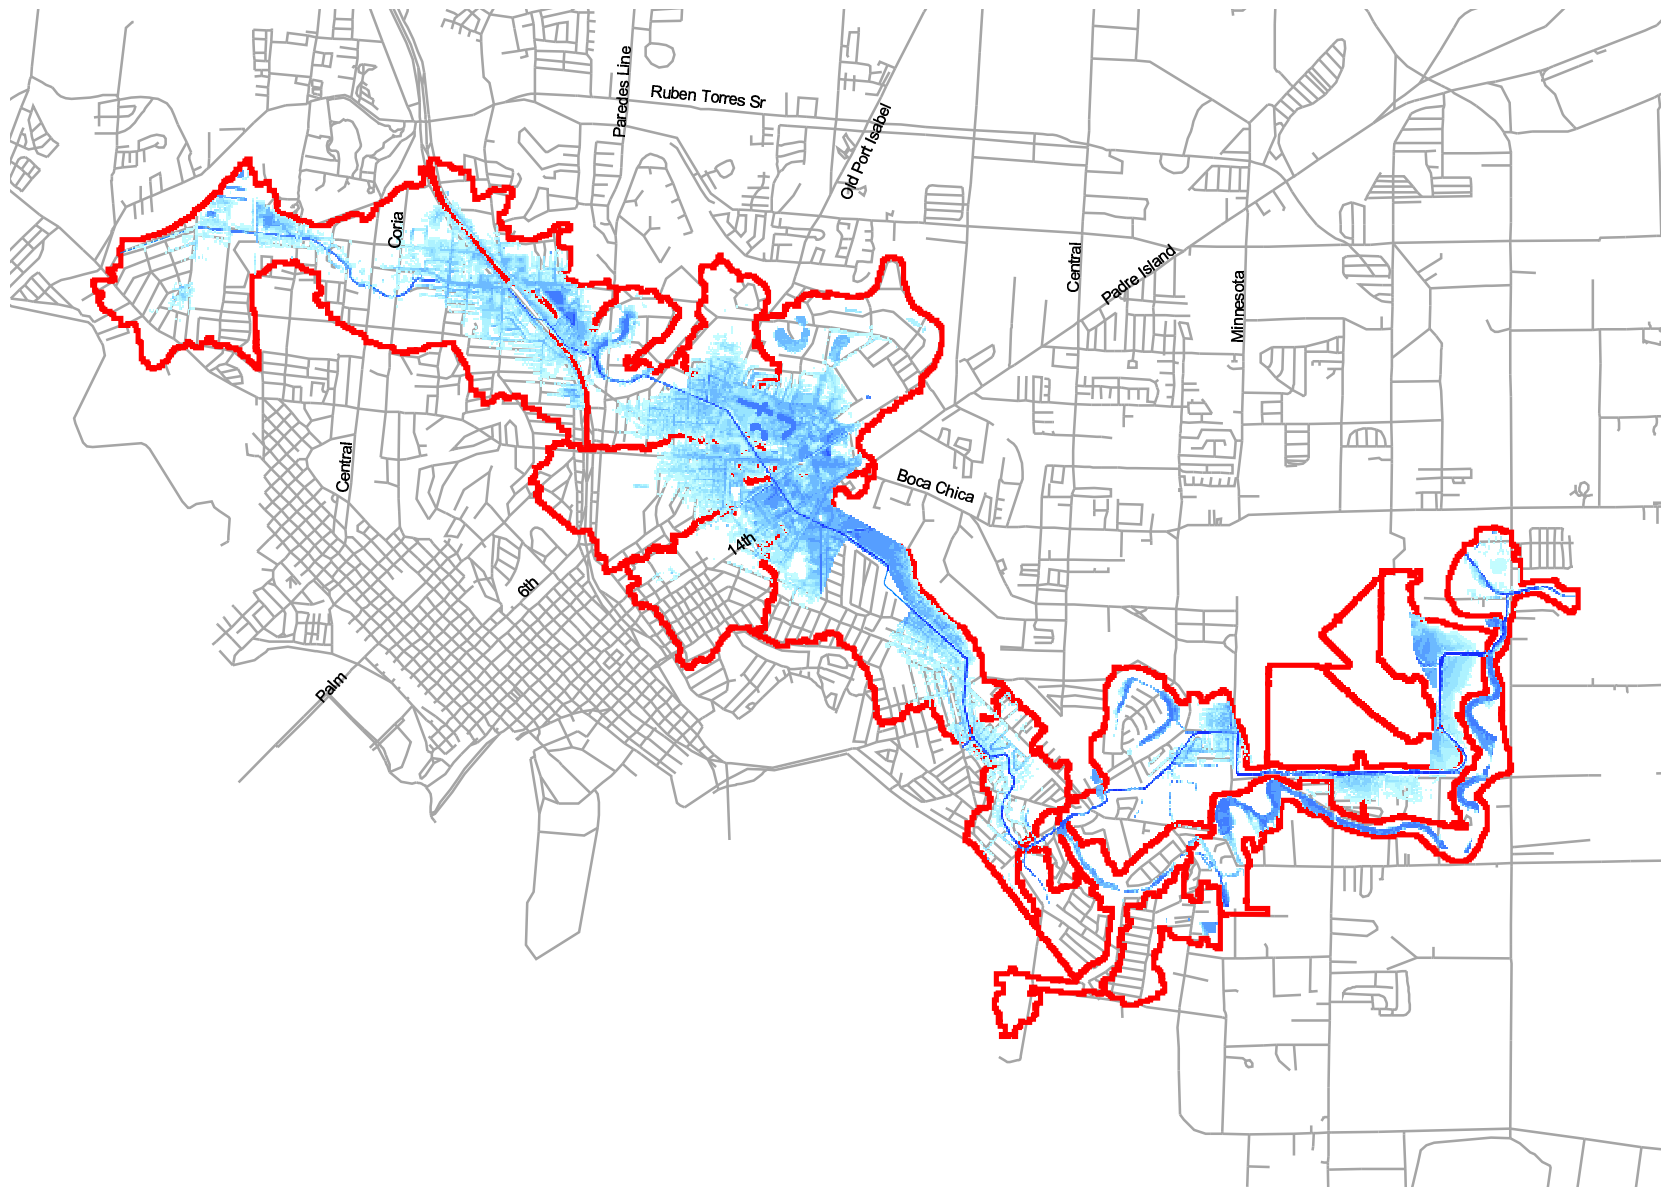 Paredes Line
Ruben Torres Sr
Old Port Isabel
Coria
Central
Padre Island
Minnesota
Central
Boca Chica
14th
6th
Palm